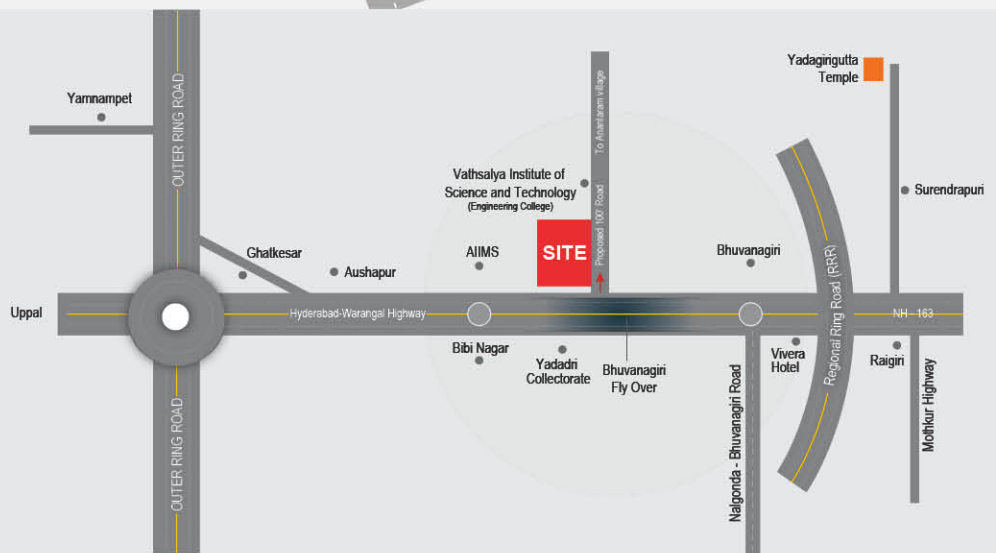 Yadagirigutta
Temple
Yamnampet
OUTER RING ROAD
To Anantaram village
Vathsalya Institute of
Science and Technology
(Engineering College)
Proposed 100' Road
Surendrapuri
SITE
Ghatkesar
AIIMS
Bhuvanagiri
Aushapur
Regional Ring Road (RRR)
Uppal
Hyderabad-Warangal Highway
NH - 163
Bibi Nagar
Yadadri
Collectorate
Bhuvanagiri
Fly Over
Vivera
Hotel
Raigiri
OUTER RING ROAD
Nalgonda - Bhuvanagiri Road
Mothkur Highway